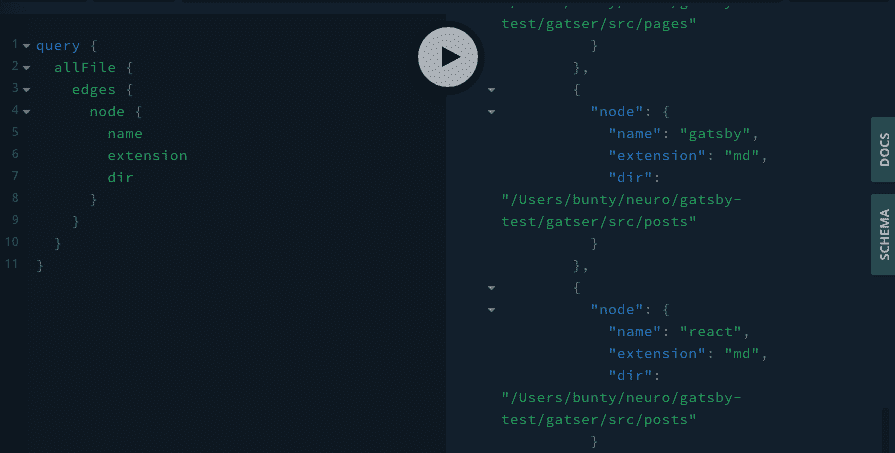 1 query {
2 allFile {
3 edges {
4 node {
5 name
6 extension
7 dir
8 }
9 }
10 }
11 }
test/gatser/src/pages"
}
},
{
"node": {
"name": "gatsby",
"extension": "md",
"dir":
"/Users/bunty/neuro/gatsby-
test/gatser/src/posts"
}
},
{
"node": {
"name": "react",
"extension": "md",
"dir":
"/Users/bunty/neuro/gatsby-
test/gatser/src/posts"
}
DOCS
SCHEMA